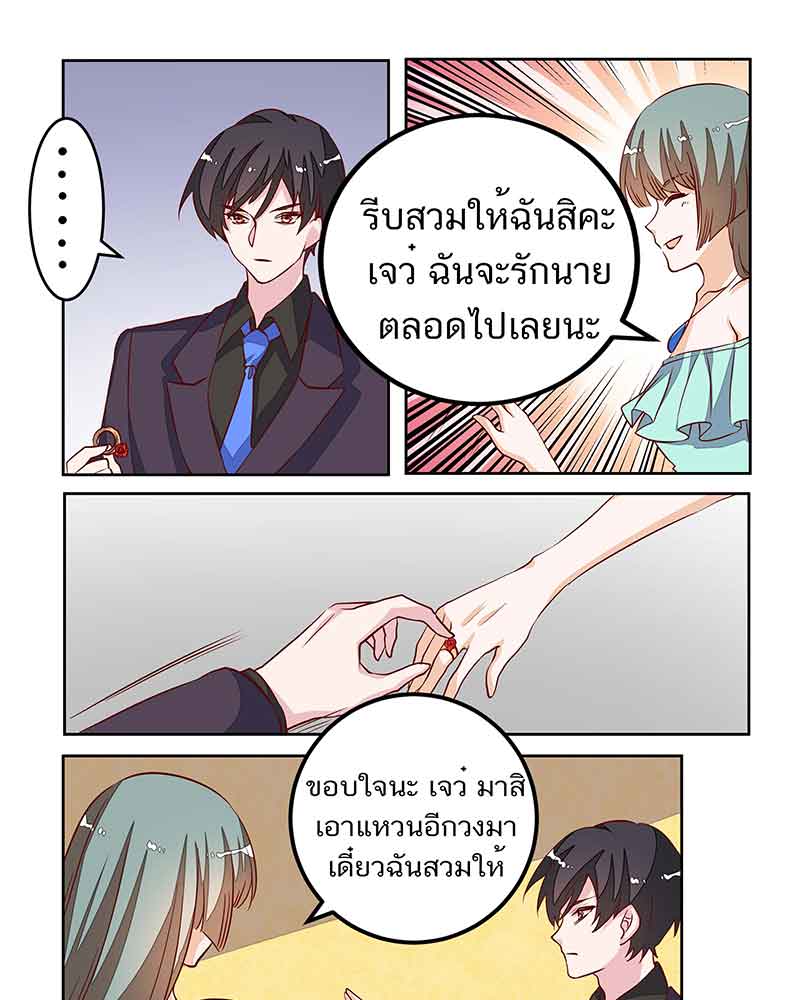 ......
รีบสวมให้ฉันสิคะ
เจว๋ ฉันจะรักนาย
ตลอดไปเลยนะ
ขอบใจนะ เจว๋ มาสิ
เอาแหวนอีกวงมา
เดี๋ยวฉันสวมให้